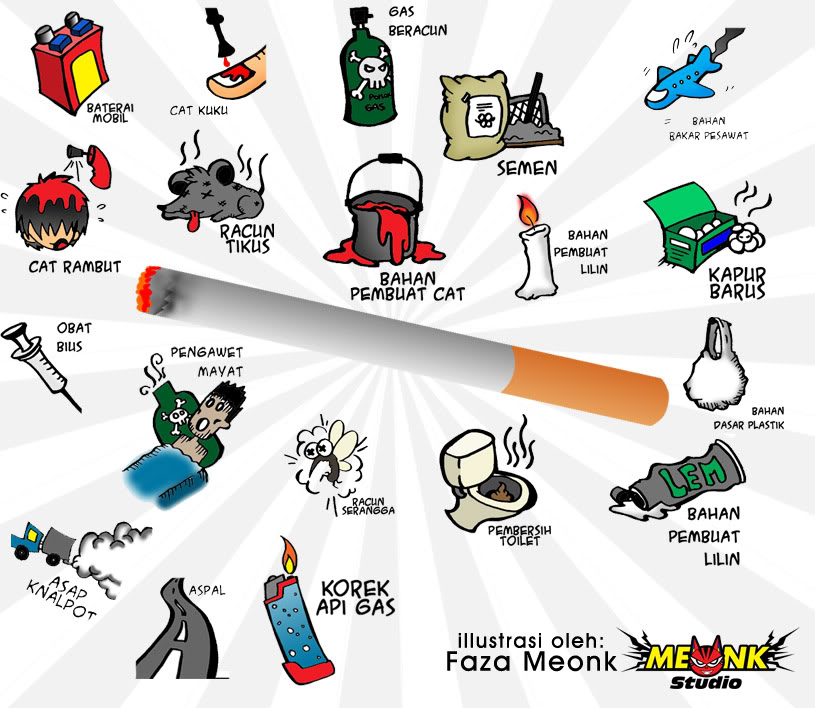 BATERAI
MOBIL
CAT KUKU
GAS
BERACUN
POISON
GAS
SEMEN
BAHAN
BAKAR PESAWAT
CAT RAMBUT
RACUN
TIKUS
BAHAN
PEMBUAT CAT
BAHAN
PEMBUAT
LILIN
KAPUR
BARUS
OBAT
BIUS
PENGAWET
MAYAT
RACUN
SERANGGA
PEMBERSIH
TOILET
BAHAN
DASAR PLASTIK
LEM
BAHAN
PEMBUAT
LILIN
ASAP
KNALPOT
ASPAL
KOREK
API GAS
illustrasi oleh:
Faza Meonk
MEONK
Studio